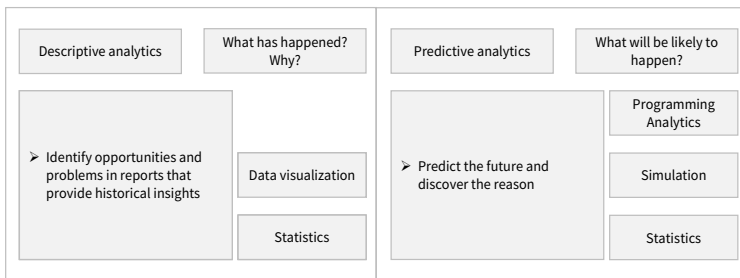 Descriptive analytics
What has happened?
Why?
➢ Identify opportunities and
problems in reports that
provide historical insights
Data visualization
Statistics
Predictive analytics
What will be likely to
happen?
Programming
Analytics
➢ Predict the future and
discover the reason
Simulation
Statistics